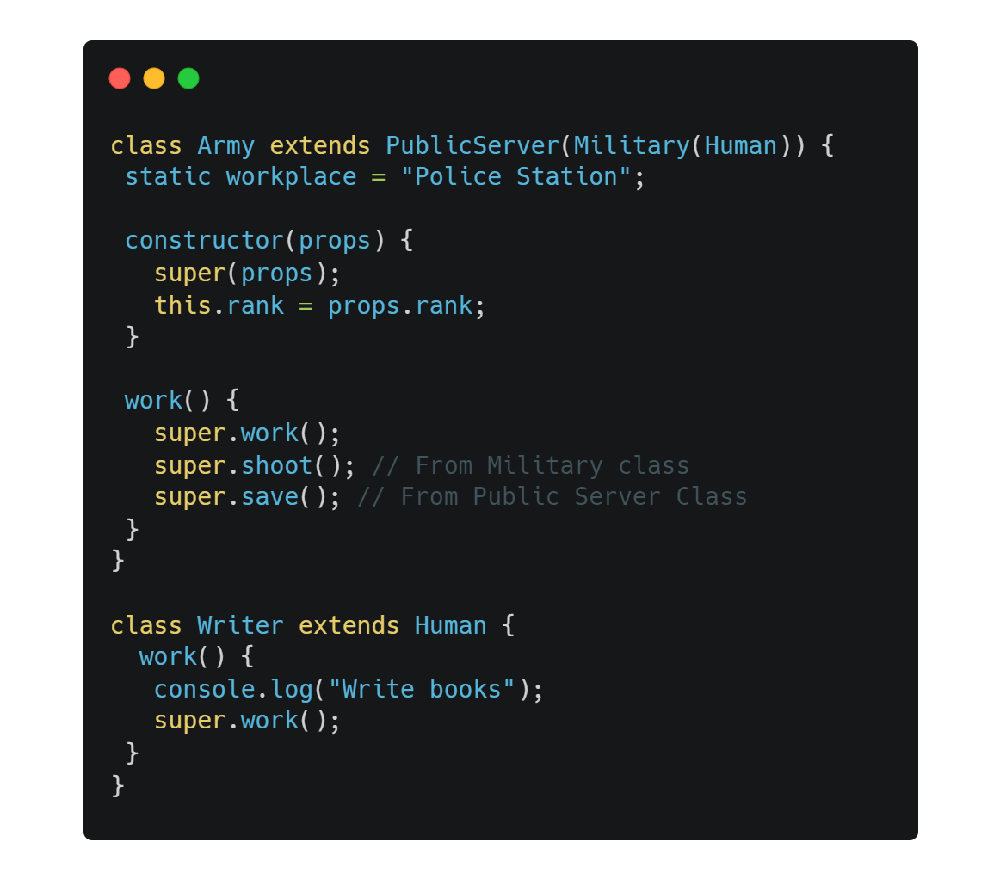 class Army extends PublicServer(Military(Human)) {
 static workplace = "Police Station";

 constructor(props) {
   super(props);
   this.rank = props.rank;
 }

 work() {
   super.work();
   super.shoot(); // From Military class
   super.save(); // From Public Server Class
 }
}

class Writer extends Human {
  work() {
   console.log("Write books");
   super.work();
 }
}